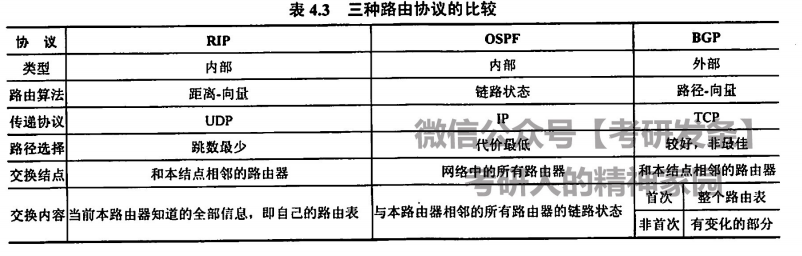 表 4.3 三种路由协议的比较
协 议 RIP OSPF BGP
类型 内部 内部 外部
路由算法 距离-向量 链路状态 路径-向量
传递协议 UDP IP TCP
路径选择 跳数最少 代价最低 较好，非最佳
交换结点 和本结点相邻的路由器 网络中的所有路由器 和本结点相邻的路由器
交换内容 当前本路由器知道的全部信息，即自己的路由表 与本路由器相邻的所有路由器的链路状态 首次 整个路由表
非首次 有变化的部分
微信公众号【考研发条】
考研人的精神家园